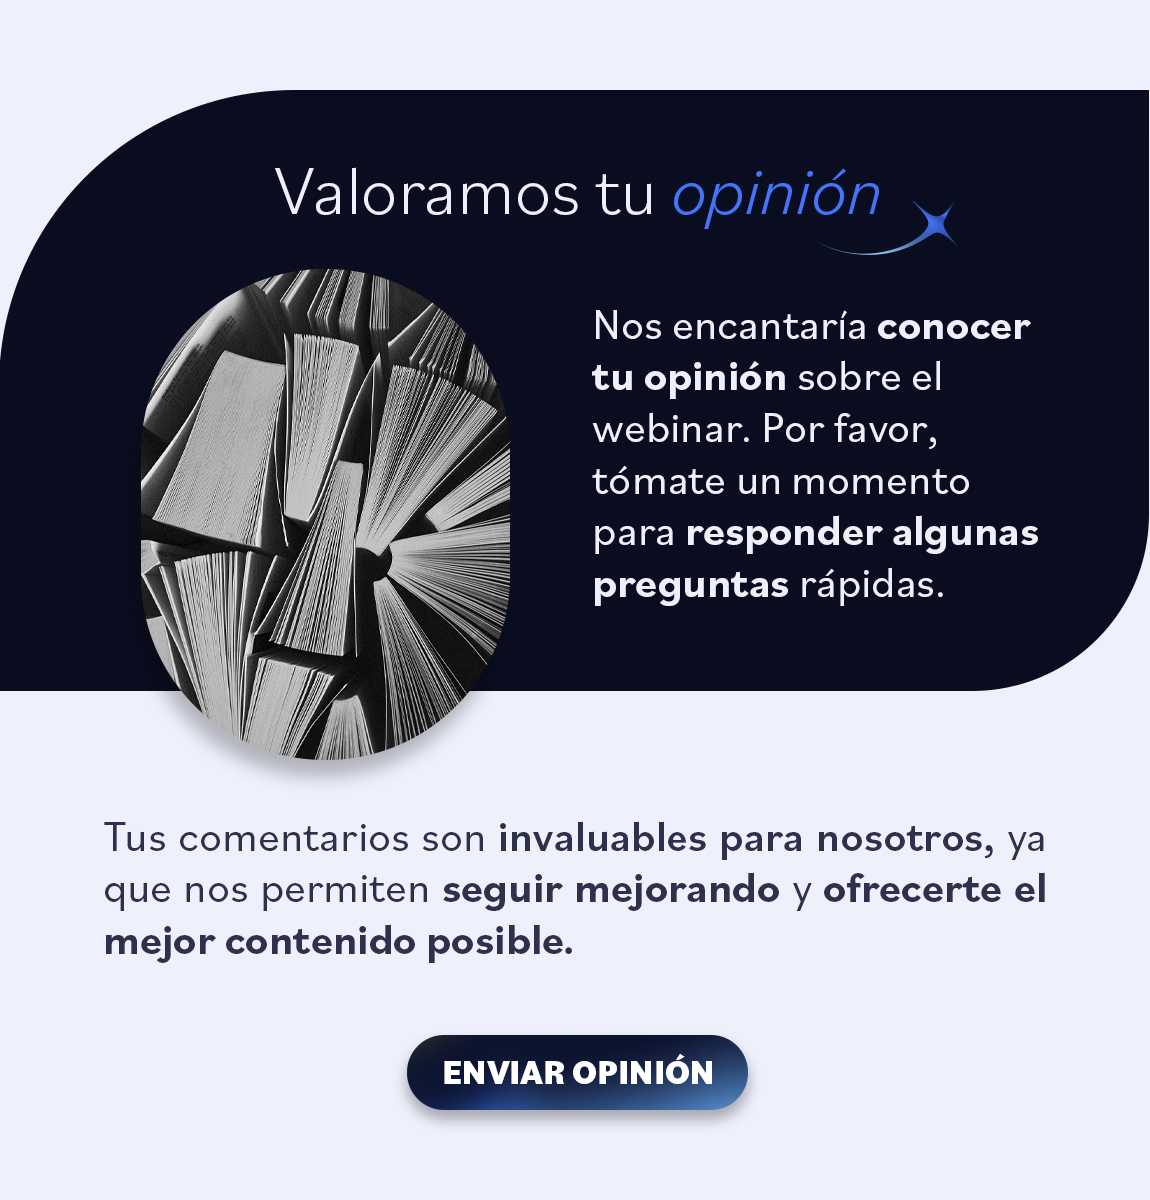 Valoramos tu opinión
Nos encantaría conocer
tu opinión sobre el
webinar. Por favor,
tómate un momento
para responder algunas
preguntas rápidas.
Tus comentarios son invaluables para nosotros, ya
que nos permiten seguir mejorando y ofrecerte el
mejor contenido posible.
ENVIAR OPINIÓN